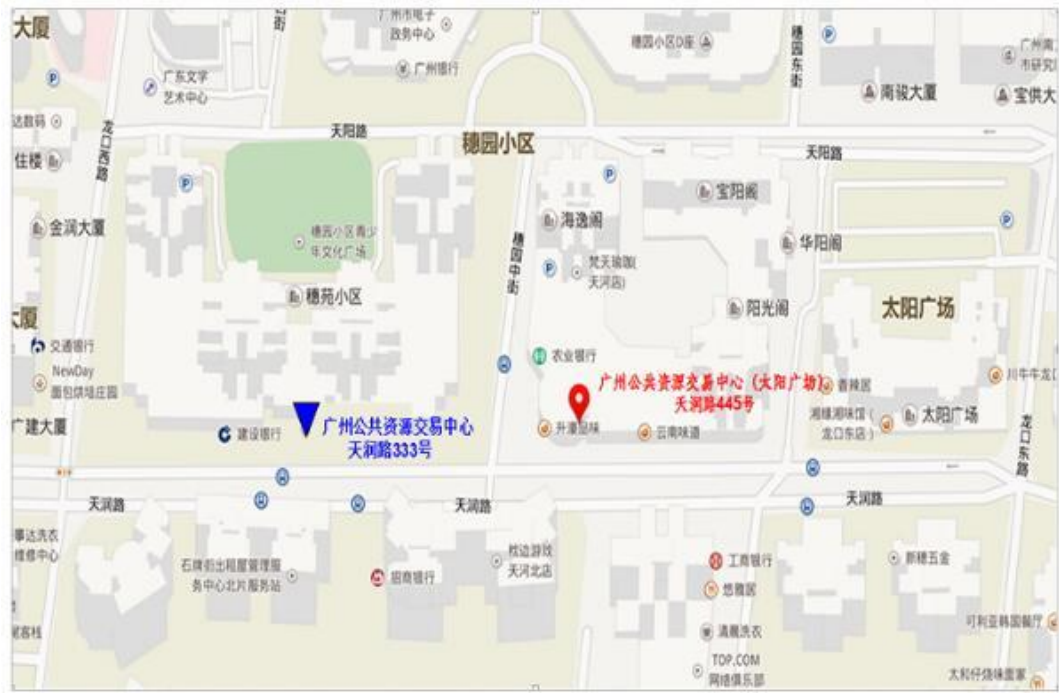 大厦
广州市电子
政务中心
广州银行
穗园小区D座
穗园东街
南骏大厦
宝供大
广州南
市研究
广东文学
艺术中心
达数码
住楼
龙口西路
天阳路
穗园小区
天阳路
宝阳阁
海逸阁
华阳阁
金润大厦
穗园小区青少
年文化广场
穗园中街
梵天瑜珈(
天河店)
穗苑小区
阳光阁
太阳广场
大厦
交通银行
NewDay
面包烘培庄园
农业银行
广州公共资源交易中心（太阳广场）
天润路445号
香辣居
川牛牛龙口
湘缘湘味馆（
龙口东店）
太阳广场
广建大厦
建设银行
广州公共资源交易中心
天润路333号
升濠品味
云南味道
龙口东路
天润路
天润路
天润路
事达洗衣
维修中心
石牌街出租屋管理服
务中心北片服务站
招商银行
枕边游戏
天河北店
工商银行
悠雅居
新穗五金
清晨洗衣
可利亚韩国餐厅
TOP.COM
网络俱乐部
太和仔烧味面家